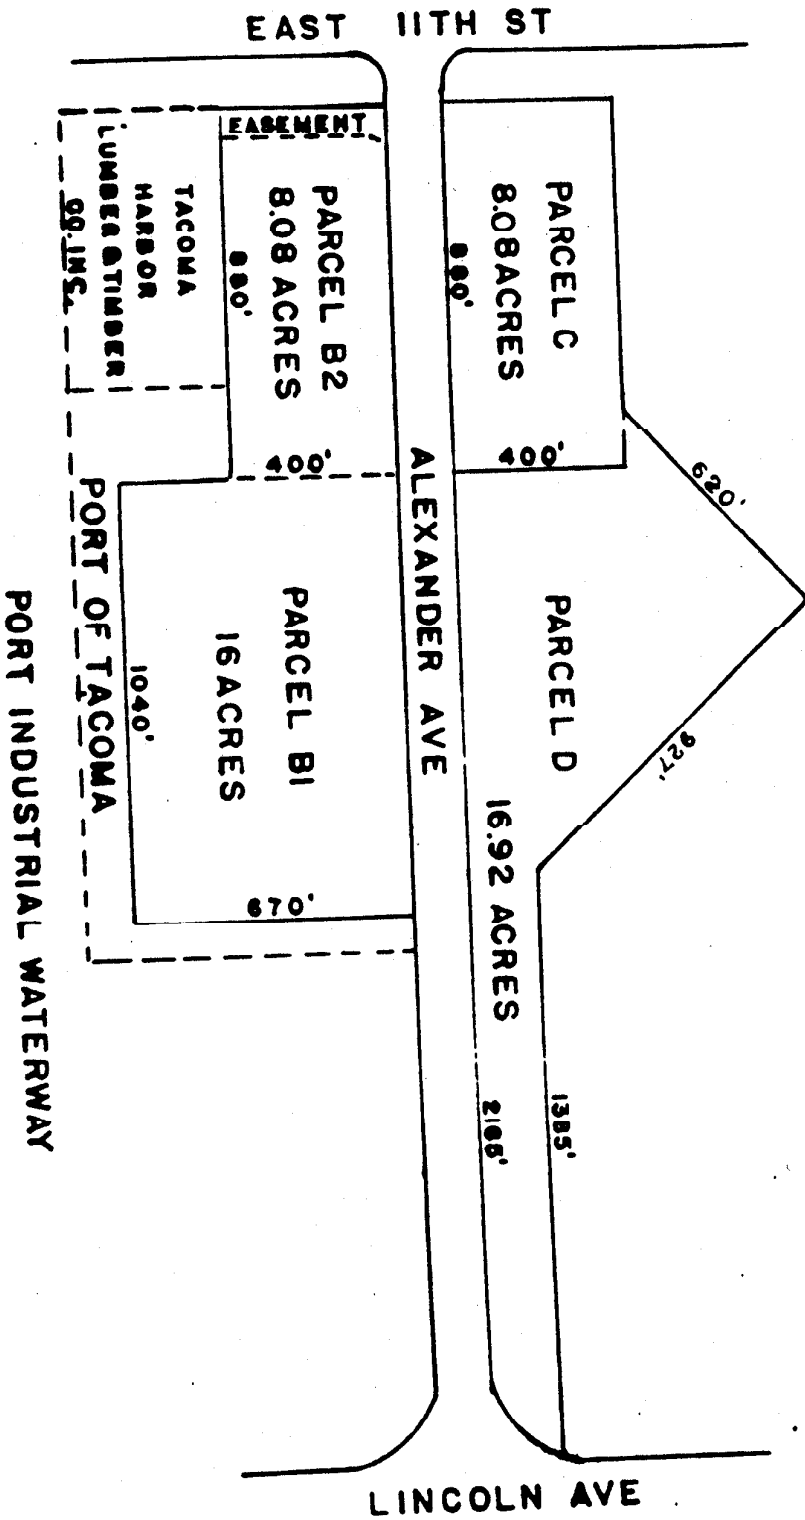 EAST 11TH ST
EASEMENT
TACOMA
HARBOR
LUMBER & TIMBER
CO. INC.
PARCEL B2
8.08 ACRES
880'
400'
PARCEL C
8.08 ACRES
880'
400'
620'
927'
ALEXANDER AVE
PARCEL D
16.92 ACRES
1385'
2165'
PARCEL B1
16 ACRES
1040'
670'
PORT OF TACOMA
PORT INDUSTRIAL WATERWAY
LINCOLN AVE